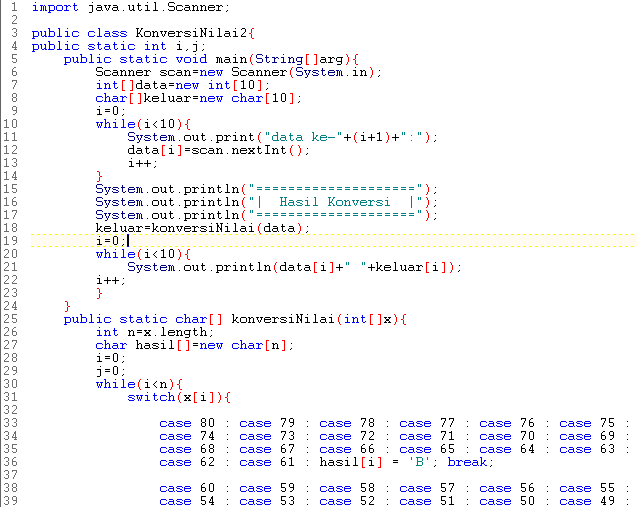 1 import java.util.Scanner;
2
3 public class KonversiNilai2{
4 public static int i,j;
5 public static void main(String[]arg){
6 Scanner scan=new Scanner(System.in);
7 int[]data=new int[10];
8 char[]keluar=new char[10];
9 i=0;
10 while(i<10){
11 System.out.print("data ke-"+(i+1)+":");
12 data[i]=scan.nextInt();
13 i++;
14 }
15 System.out.println("====================");
16 System.out.println("|  Hasil Konversi  |");
17 System.out.println("====================");
18 keluar=konversiNilai(data);
19 i=0;
20 while(i<10){
21 System.out.println(data[i]+" "+keluar[i]);
22 i++;
23 }
24 }
25 public static char[] konversiNilai(int[]x){
26 int n=x.length;
27 char hasil[]=new char[n];
28 i=0;
29 j=0;
30 while(i<n){
31 switch(x[i]){
32
33 case 80 : case 79 : case 78 : case 77 : case 76 : case 75 :
34 case 74 : case 73 : case 72 : case 71 : case 70 : case 69 :
35 case 68 : case 67 : case 66 : case 65 : case 64 : case 63 :
36 case 62 : case 61 : hasil[i] = 'B'; break;
37
38 case 60 : case 59 : case 58 : case 57 : case 56 : case 55 :
39 case 54 : case 53 : case 52 : case 51 : case 50 : case 49 :